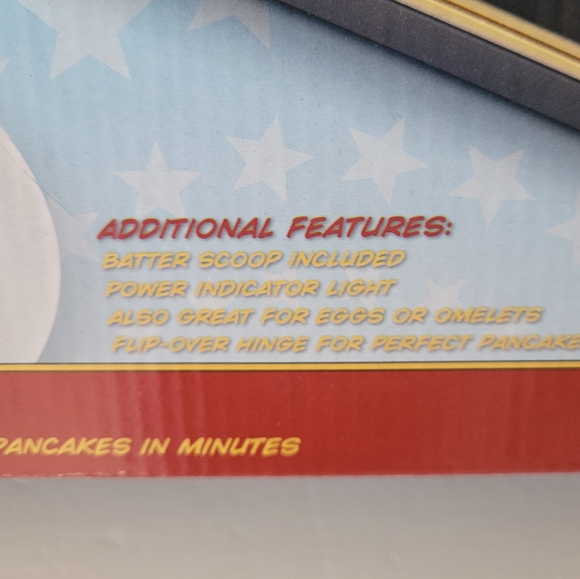 ADDITIONAL FEATURES:
BATTER SCOOP INCLUDED
POWER INDICATOR LIGHT
ALSO GREAT FOR EGGS OR OMELETS
FLIP-OVER HINGE FOR PERFECT PANCAKE
PANCAKES IN MINUTES